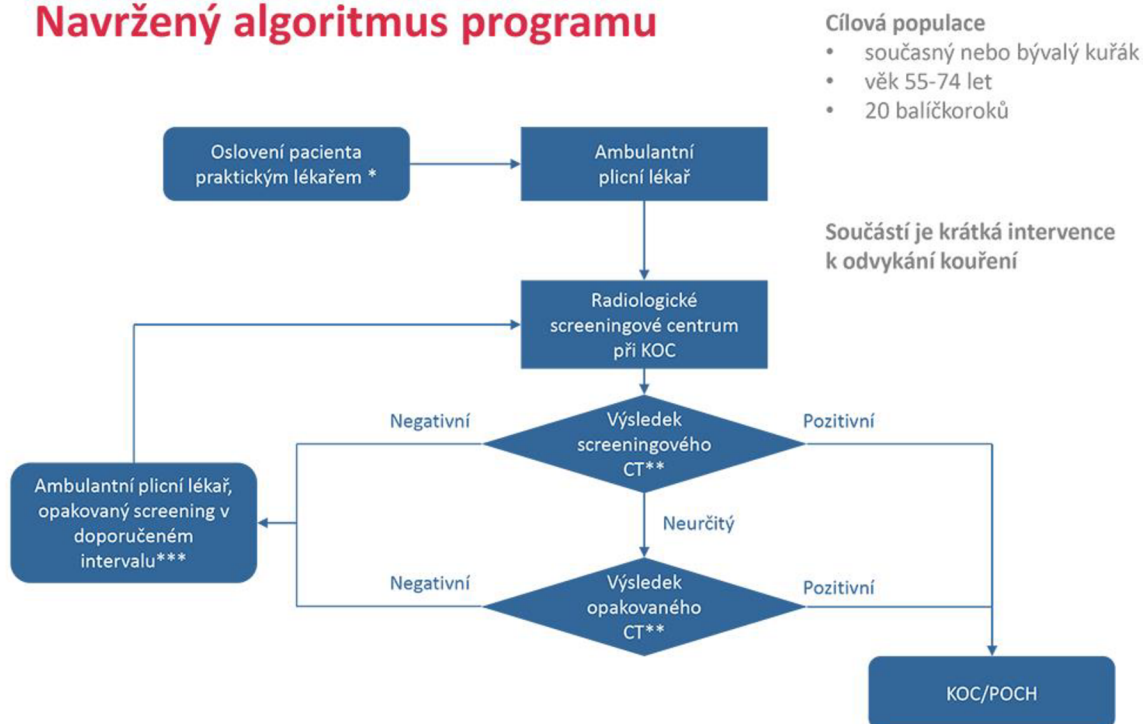 Navržený algoritmus programu
Cílová populace
• současný nebo bývalý kuřák
• věk 55-74 let
• 20 balíčkoroků
Oslovení pacienta
praktickým lékařem *
Ambulantní
plicní lékař
Součástí je krátká intervence
k odvykání kouření
Radiologické
screeningové centrum
při KOC
Negativní
Výsledek
screeningového
CT**
Pozitivní
Ambulantní plicní lékař,
opakovaný screening v
doporučeném
intervalu***
Neurčitý
Negativní
Výsledek
opakovaného
CT**
Pozitivní
KOC/POCH